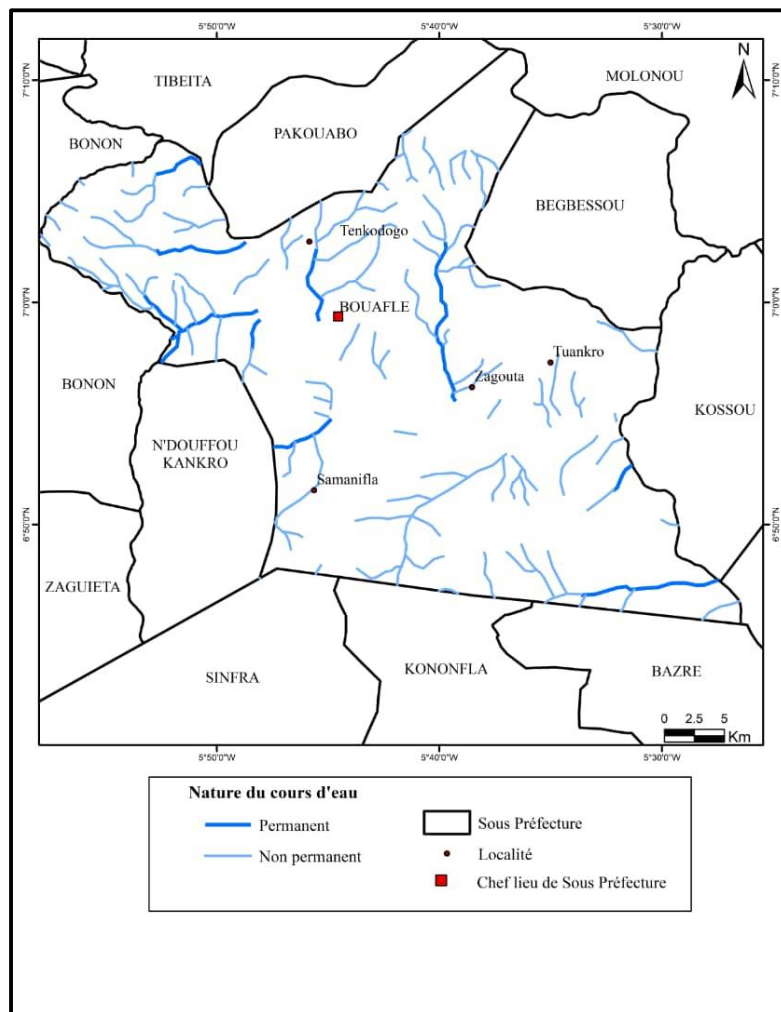 5°50'0"W 5°40'0"W 5°30'0"W
N
7°10'0"N 7°10'0"N
TIBEITA
MOLONOU
BONON
PAKOUABO
BEGBESSOU
Tenkodogo
7°0'0"N 7°0'0"N
BOUAFLE
Tuankro
Zagouta
BONON
KOSSOU
N'DOUFFOU
KANKRO
Samanifla
6°50'0"N 6°50'0"N
ZAGUIETA
SINFRA
KONONFLA
BAZRE
0 2.5 5
Km
5°50'0"W 5°40'0"W 5°30'0"W
Nature du cours d'eau
Permanent
Non permanent
Sous Préfecture
Localité
Chef lieu de Sous Préfecture